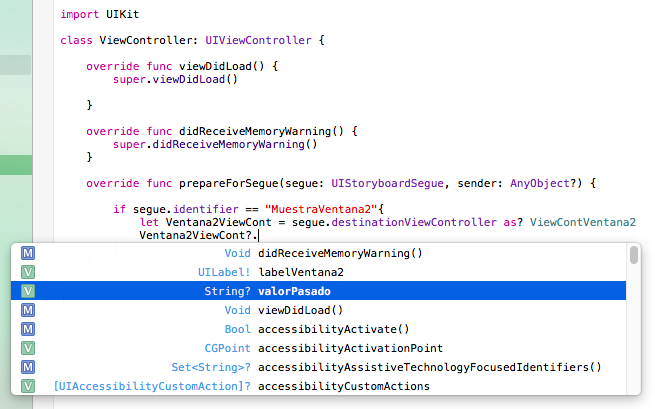 import UIKit
class ViewController: UIViewController {
override func viewDidLoad() {
super.viewDidLoad()
}
override func didReceiveMemoryWarning() {
super.didReceiveMemoryWarning()
}
override func prepareForSegue(segue: UIStoryboardSegue, sender: AnyObject?) {
if segue.identifier == "MuestraVentana2"{
let Ventana2ViewCont = segue.destinationViewController as? ViewContVentana2
Ventana2ViewCont?.
M Void didReceiveMemoryWarning()
V UILabel! labelVentana2
V String? valorPasado
M Void viewDidLoad()
M Bool accessibilityActivate()
V CGPoint accessibilityActivationPoint
M Set<String>? accessibilityAssistiveTechnologyFocusedIdentifiers()
V [UIAccessibilityCustomAction]? accessibilityCustomActions